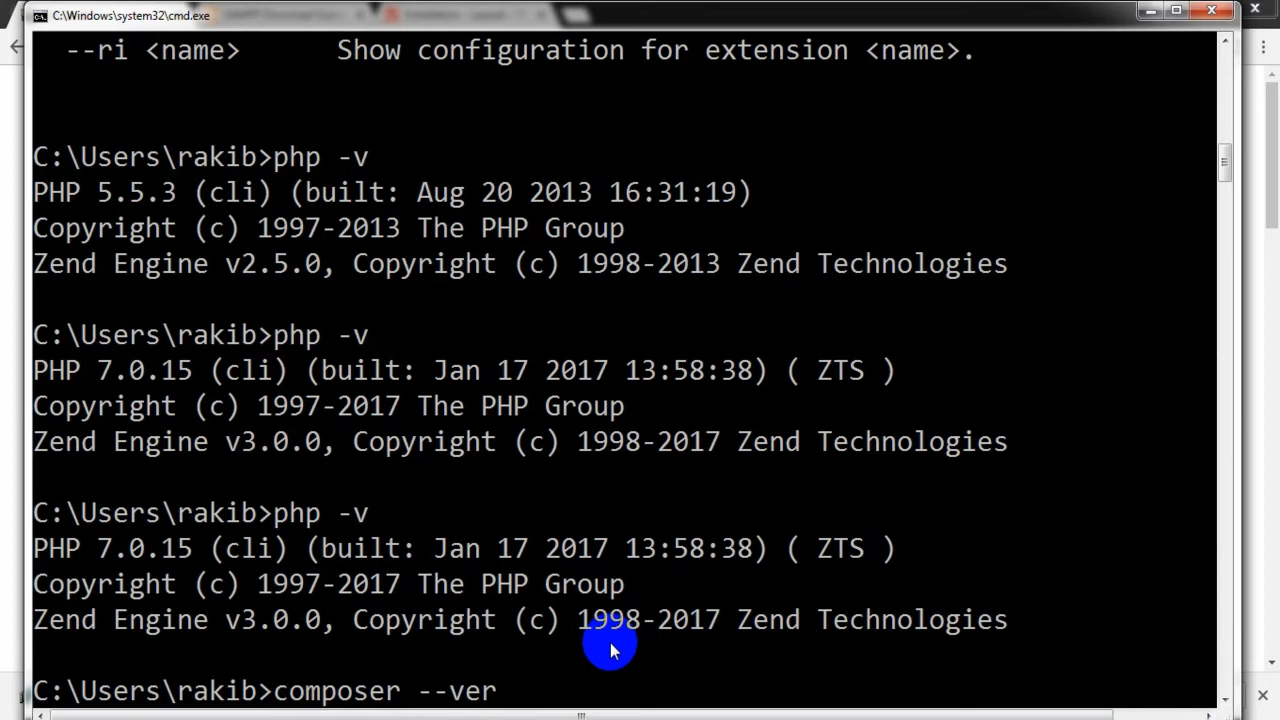 C:\Windows\system32\cmd.exe
--ri <name> Show configuration for extension <name>.
C:\Users\rakib>php -v
PHP 5.5.3 (cli) (built: Aug 20 2013 16:31:19)
Copyright (c) 1997-2013 The PHP Group
Zend Engine v2.5.0, Copyright (c) 1998-2013 Zend Technologies
C:\Users\rakib>php -v
PHP 7.0.15 (cli) (built: Jan 17 2017 13:58:38) ( ZTS )
Copyright (c) 1997-2017 The PHP Group
Zend Engine v3.0.0, Copyright (c) 1998-2017 Zend Technologies
C:\Users\rakib>php -v
PHP 7.0.15 (cli) (built: Jan 17 2017 13:58:38) ( ZTS )
Copyright (c) 1997-2017 The PHP Group
Zend Engine v3.0.0, Copyright (c) 1998-2017 Zend Technologies
C:\Users\rakib>composer --ver